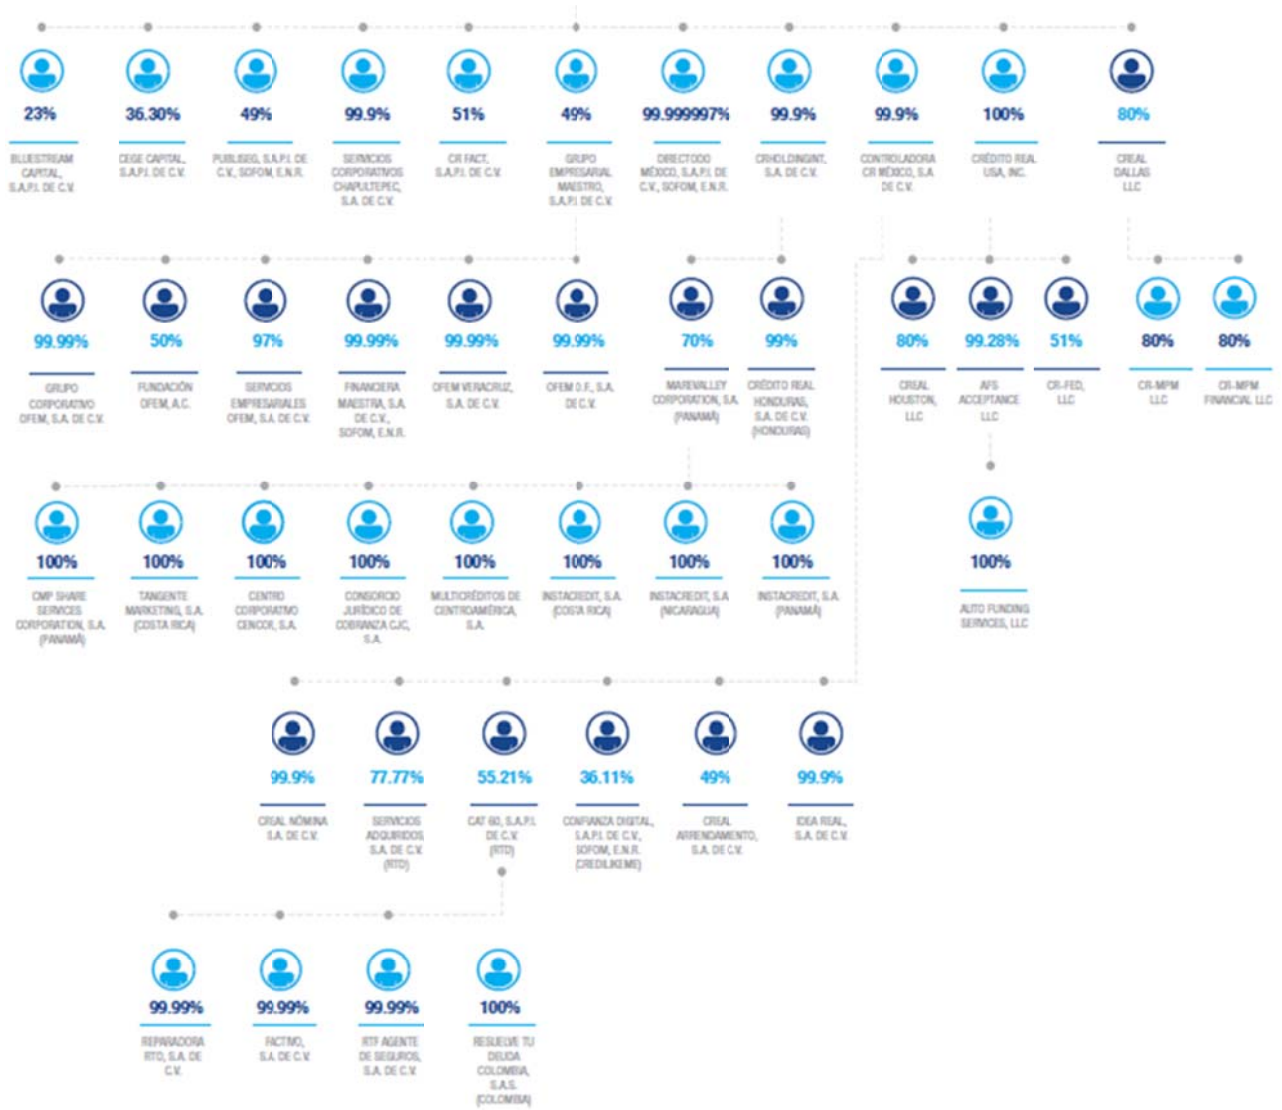 23%
BLUESTREAM
CAPITAL,
S.A.P.I. DE C.V.
36.30%
CEGE CAPITAL,
S.A.P.I. DE C.V.
49%
PUBLISEG, S.A.P.I. DE
C.V., SOFOM, E.N.R.
99.9%
SERVICIOS
CORPORATIVOS
CHAPULTEPEC,
S.A. DE C.V.
51%
CR FACT,
S.A.P.I. DE C.V.
49%
GRUPO
EMPRESARIAL
MAESTRO,
S.A.P.I. DE C.V.
99.999997%
DIRECTODO
MÉXICO, S.A.P.I. DE
C.V., SOFOM, E.N.R.
99.9%
CRHOLDINGINT,
S.A. DE C.V.
99.9%
CONTROLADORA
CR MÉXICO, S.A.
DE C.V.
100%
CRÉDITO REAL
USA, INC.
80%
CREAL
DALLAS
LLC
99.99%
GRUPO
CORPORATIVO
OFEM, S.A. DE C.V.
50%
FUNDACIÓN
OFEM, A.C.
97%
SERVICIOS
EMPRESARIALES
OFEM, S.A. DE C.V.
99.99%
FINANCIERA
MAESTRA, S.A.
DE C.V.,
SOFOM, E.N.R.
99.99%
OFEM VERACRUZ,
S.A. DE C.V.
99.99%
OFEM D.F., S.A.
DE C.V.
70%
MAREVALLEY
CORPORATION, S.A.
(PANAMÁ)
99%
CRÉDITO REAL
HONDURAS,
S.A. DE C.V.
(HONDURAS)
80%
CREAL
HOUSTON,
LLC
99.28%
AFS
ACCEPTANCE
LLC
51%
CR-FED,
LLC
80%
CR-MPM
LLC
80%
CR-MPM
FINANCIAL LLC
100%
CMP SHARE
SERVICES
CORPORATION, S.A.
(PANAMÁ)
100%
TANGENTE
MARKETING, S.A.
(COSTA RICA)
100%
CENTRO
CORPORATIVO
CENCOR, S.A.
100%
CONSORCIO
JURÍDICO DE
COBRANZA CJC,
S.A.
100%
MULTICRÉDITOS DE
CENTROAMÉRICA,
S.A.
100%
INSTACREDIT, S.A.
(COSTA RICA)
100%
INSTACREDIT, S.A
(NICARAGUA)
100%
INSTACREDIT, S.A.
(PANAMÁ)
100%
AUTO FUNDING
SERVICES, LLC
99.9%
CREAL NÓMINA
S.A. DE C.V.
77.77%
SERVICIOS
ADQUIRIDOS,
S.A. DE C.V.
(RTD)
55.21%
CAT 60, S.A.P.I.
DE C.V.
(RTD)
36.11%
CONFIANZA DIGITAL,
S.A.P.I. DE C.V.,
SOFOM, E.N.R.
(CREDILIKEME)
49%
CREAL
ARRENDAMIENTO,
S.A. DE C.V.
99.9%
IDEA REAL,
S.A. DE C.V.
99.99%
REPARADORA
RTD, S.A. DE
C.V.
99.99%
FACTIVO,
S.A. DE C.V.
99.99%
RTF AGENTE
DE SEGUROS,
S.A. DE C.V.
100%
RESUELVE TU
DEUDA
COLOMBIA,
S.A.S.
(COLOMBIA)